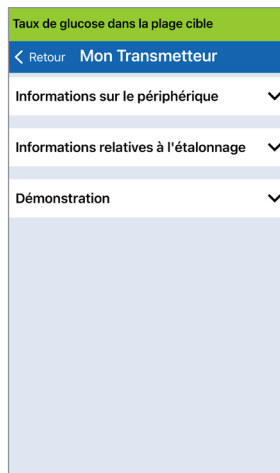 Taux de glucose dans la plage cible
Retour Mon Transmetteur
Informations sur le périphérique
Informations relatives à l'étalonnage
Démonstration